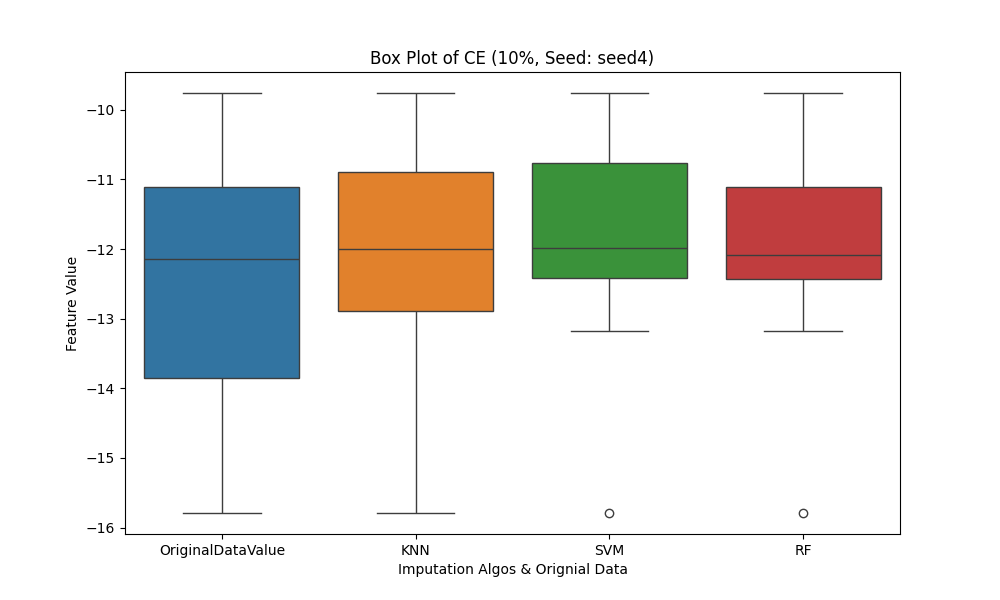 Box Plot of CE (10%, Seed: seed4)
Feature Value
−10
−11
−12
−13
−14
−15
−16
OriginalDataValue KNN SVM RF
Imputation Algos & Orignial Data